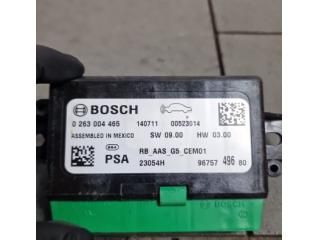 BOSCH
0 263 004 465 140711 00523014
ASSEMBLED IN MEXICO SW 09.00 HW 03.00
PSA RB_AAS_G5_CEM01
23054H 96757 496 80